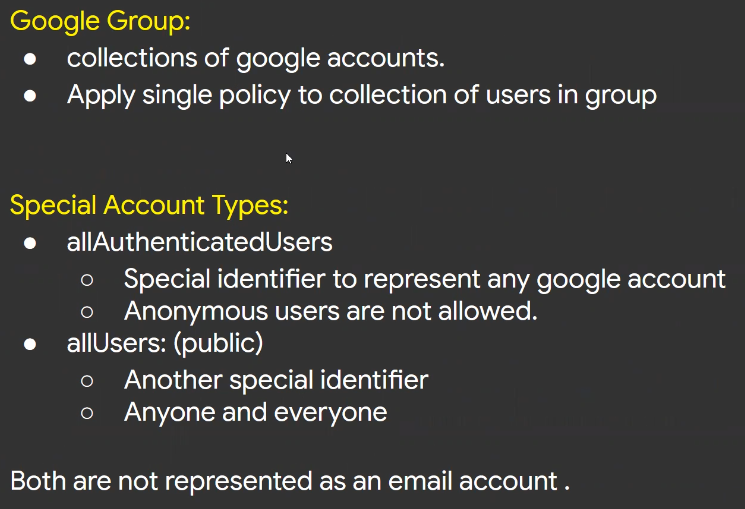 Google Group:
● collections of google accounts.
● Apply single policy to collection of users in group
Special Account Types:
● allAuthenticatedUsers
○ Special identifier to represent any google account
○ Anonymous users are not allowed.
● allUsers: (public)
○ Another special identifier
○ Anyone and everyone
Both are not represented as an email account .